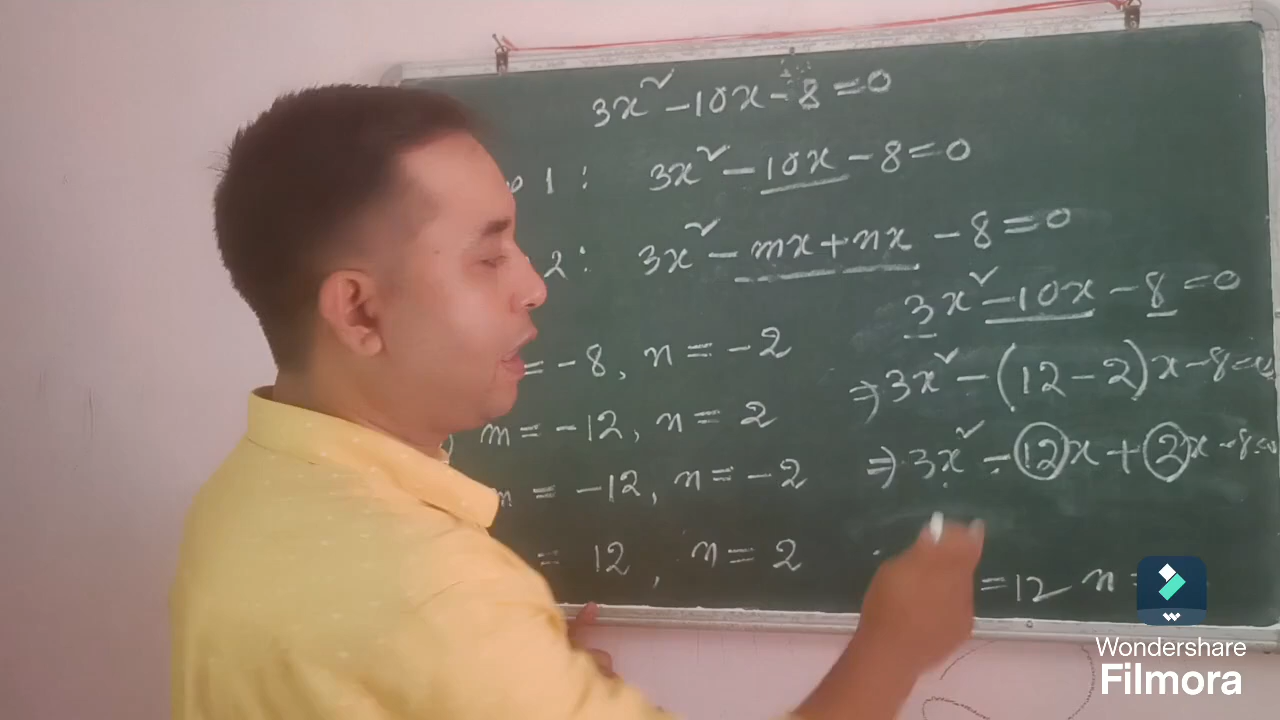 3x² - 10x - 8 = 0
1 : 3x² - 10x - 8 = 0
2 : 3x² - mx + nx - 8 = 0
= -8, n = -2
m = -12, n = 2
= -12, n = -2
= 12, n = 2
3x² - 10x - 8 = 0
⇒ 3x² - (12 - 2)x - 8 = 0
⇒ 3x² - 12x + 2x - 8 = 0
= 12 n =
Wondershare
Filmora